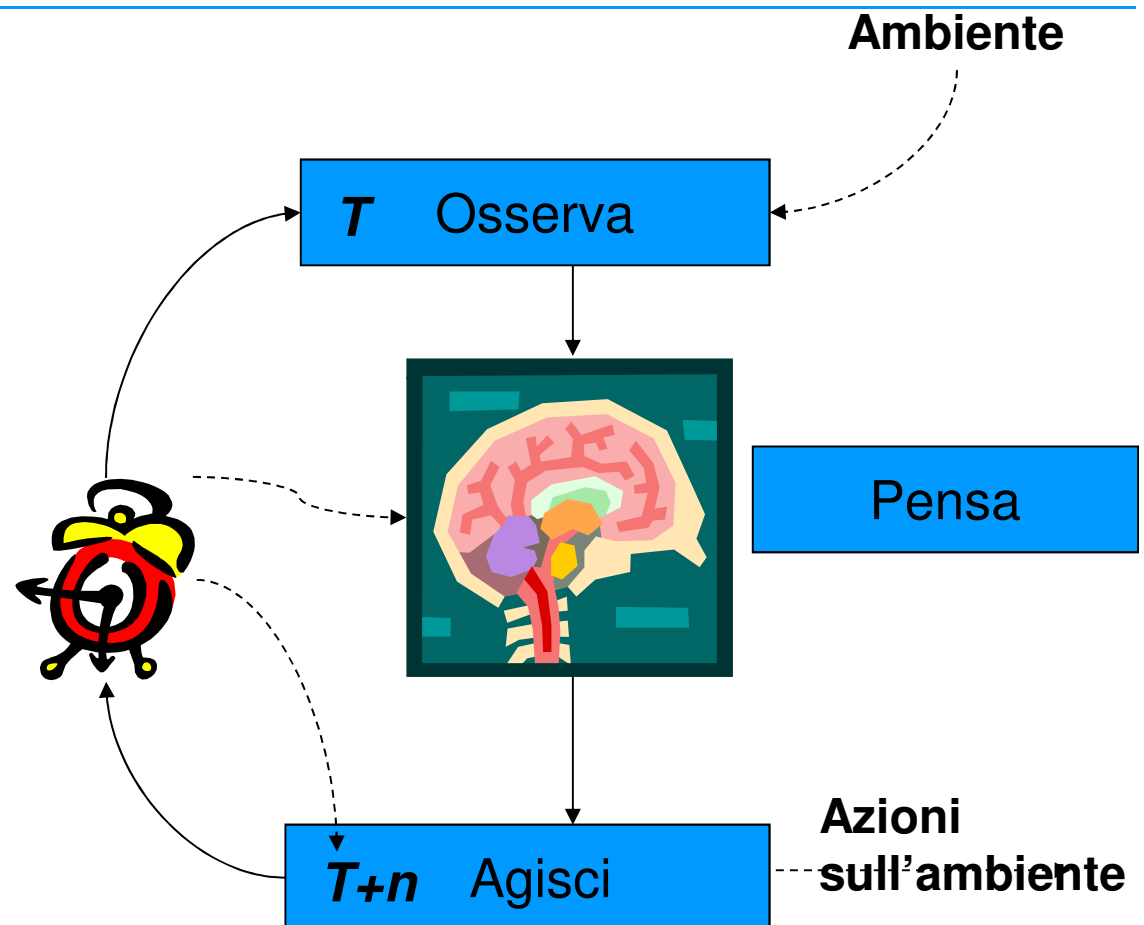 Ambiente
T Osserva
Pensa
Azioni
sull’ambiente
T+n Agisci